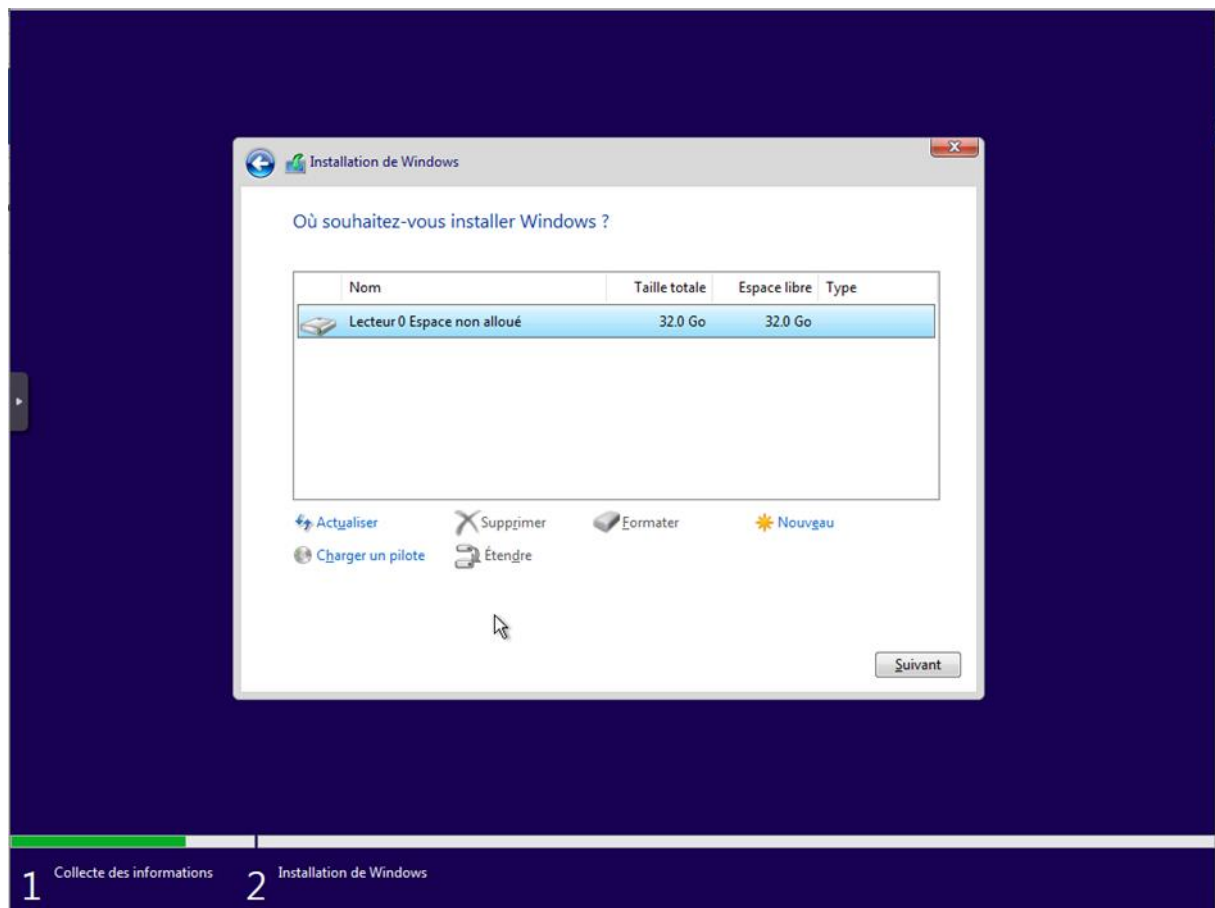 Installation de Windows
Où souhaitez-vous installer Windows ?
Nom Taille totale Espace libre Type
Lecteur 0 Espace non alloué 32.0 Go 32.0 Go
Actualiser Supprimer Formater Nouveau
Charger un pilote Étendre
Suivant
1 Collecte des informations 2 Installation de Windows